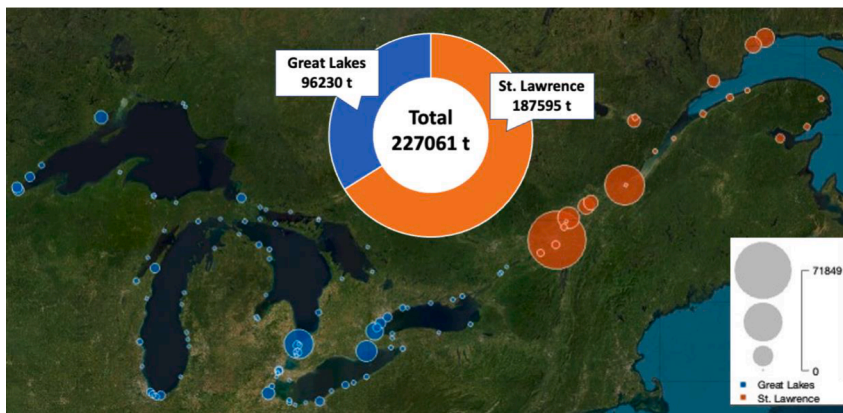 Great Lakes
96230 t
St. Lawrence
187595 t
Total
227061 t
71849
0
Great Lakes
St. Lawrence